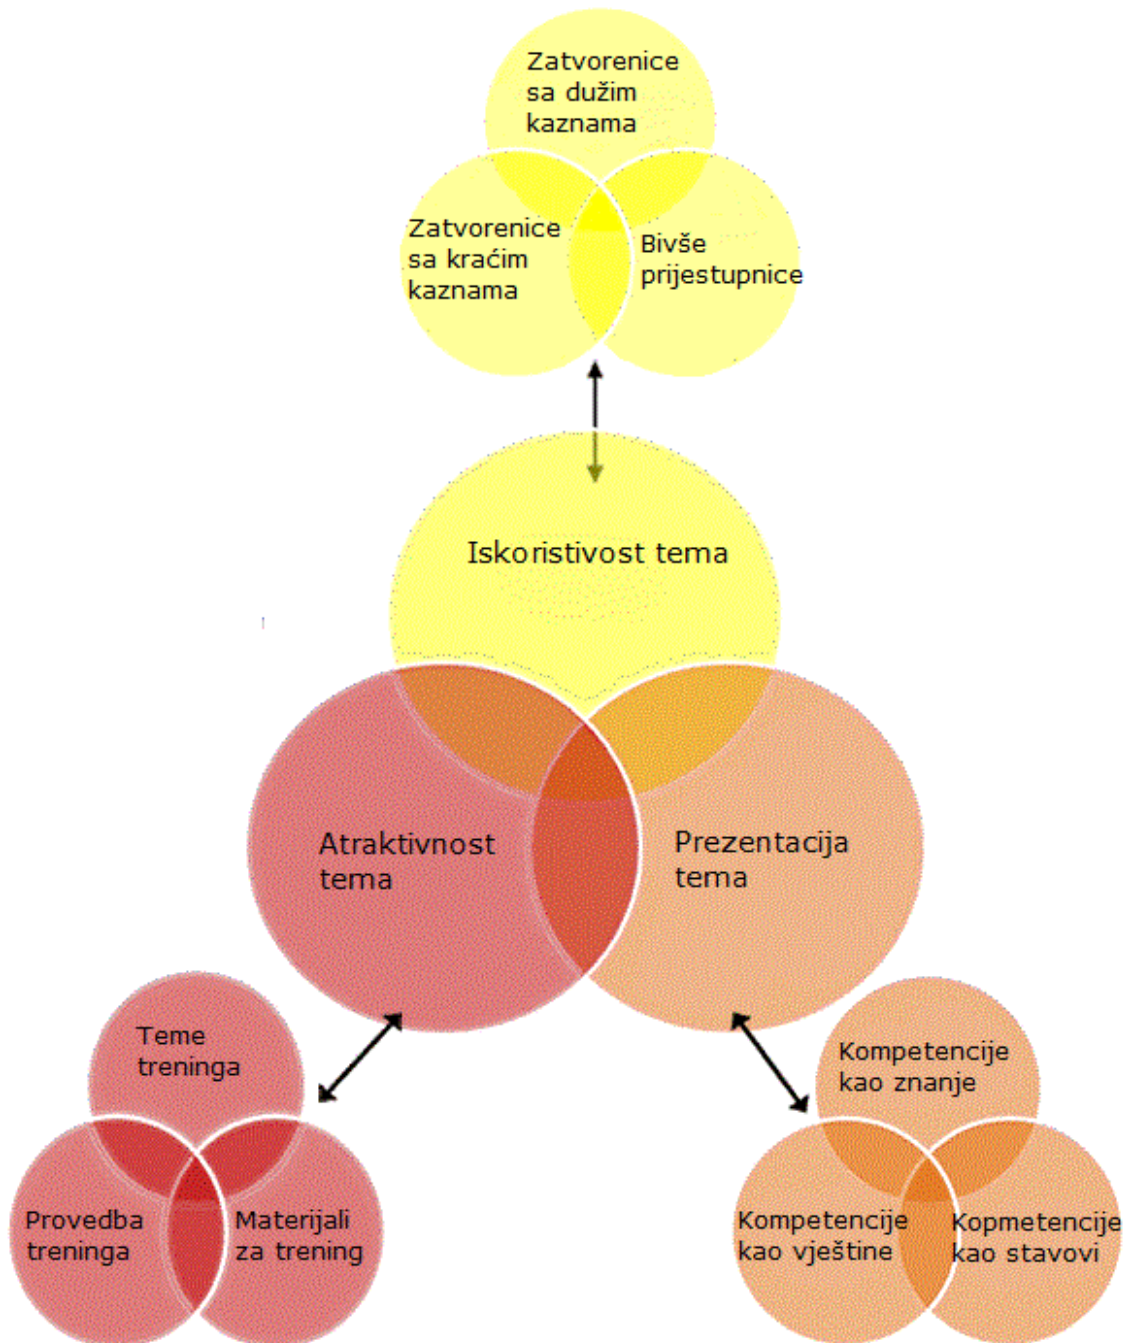 Zatvorenice
sa dužim
kaznama
Zatvorenice
sa kraćim
kaznama
Bivše
prijestupnice
Iskoristivost tema
Atraktivnost
tema
Prezentacija
tema
Teme
treninga
Provedba
treninga
Materijali
za trening
Kompetencije
kao znanje
Kompetencije
kao vještine
Kopmetencije
kao stavovi